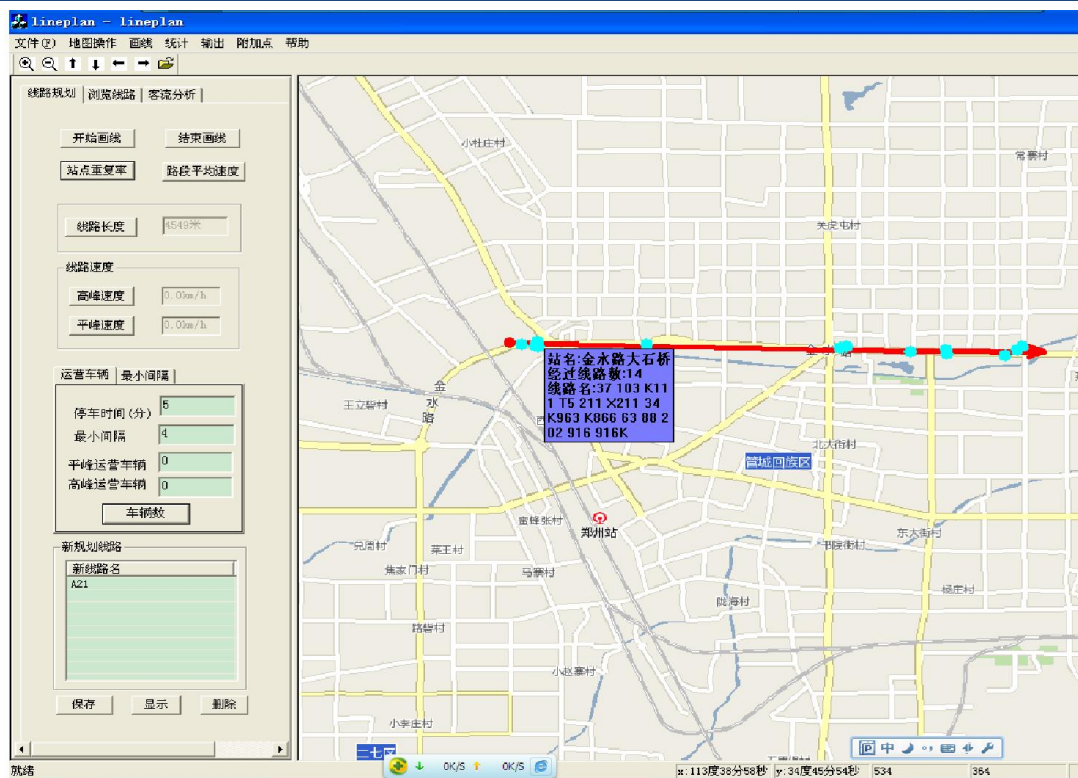 lineplan - lineplan
文件(F) 地图操作 画线 统计 输出 附加点 帮助
线路规划 浏览线路 客流分析
开始画线 结束画线
站点重复率 路段平均速度
线路长度 4549米
线路速度
高峰速度 0.0km/h
平峰速度 0.0km/h
运营车辆 最小间隔
停车时间(分) 5
最小间隔 4
平峰运营车辆 0
高峰运营车辆 0
车辆数
新规划线路
新线路名
A21
保存 显示 删除
小杜庄村
常寨村
关虎屯村
站名:金水路大石桥
经过线路数:14
线路名:37 103 K11
1 T5 211 X211 34
K963 K866 63 88 2
02 916 916K
金水路
王立砦村
北大街村
管城回族区
蜜蜂张村
郑州站
东大街村
兑周村
菜王村
书院街村
焦家门村
马寨村
杨庄村
陇海村
路砦村
小赵寨村
小李庄村
二七区
中
就绪
0K/S 0K/S
x:113度38分58秒 y:34度45分54秒 534 364